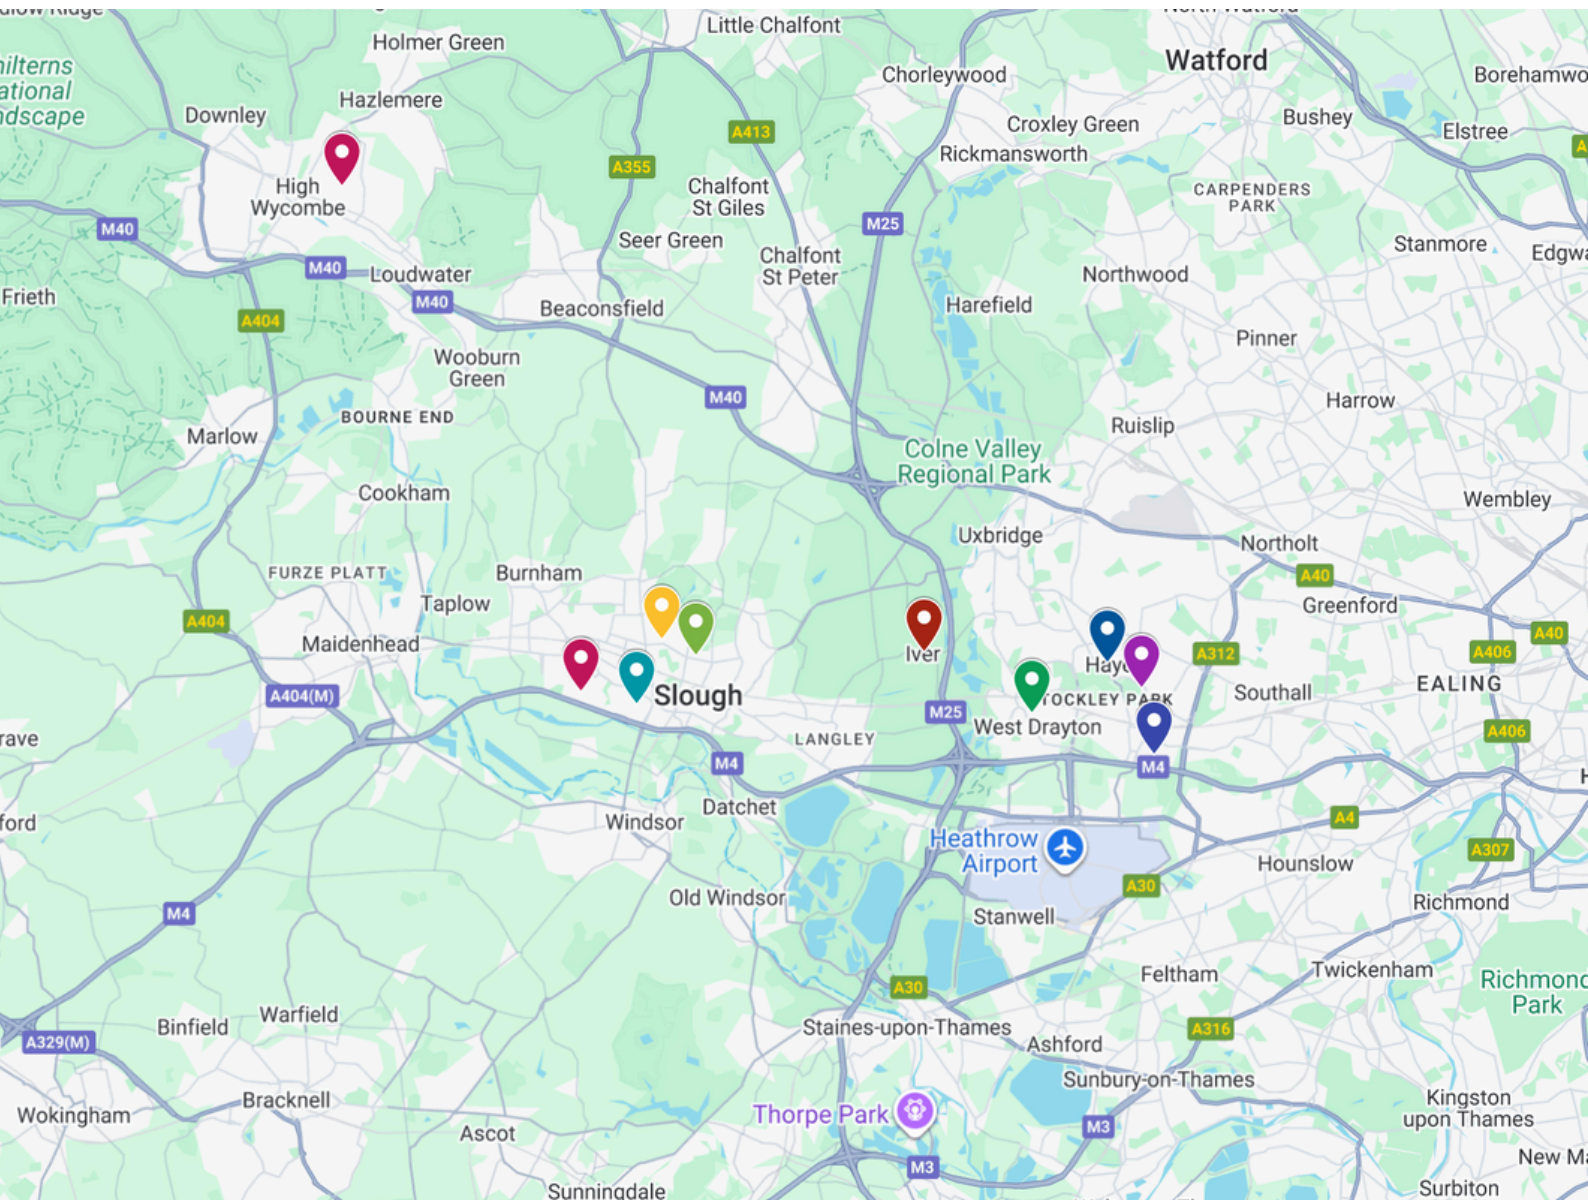 Little Chalfont
Holmer Green
Watford
Chorleywood
Hazlemere
Downley
Bushey
Croxley Green
Elstree
A413
Rickmansworth
A355
High
Wycombe
Chalfont
St Giles
CARPENDERS
PARK
M40
M25
Seer Green
Stanmore
Chalfont
St Peter
M40
Loudwater
Northwood
Frieth
M40
Beaconsfield
Harefield
A404
Pinner
Wooburn
Green
M40
Harrow
BOURNE END
Ruislip
Marlow
Colne Valley
Regional Park
Cookham
Wembley
Uxbridge
Northolt
FURZE PLATT
Burnham
A40
Taplow
Greenford
A404
A40
Maidenhead
Iver
A312
A406
EALING
A404(M)
Slough
Southall
M25
West Drayton
A406
LANGLEY
M4
M4
Datchet
Windsor
A4
Heathrow
Airport
A307
Hounslow
A30
Old Windsor
Richmond
M4
Stanwell
Feltham
Twickenham
A30
Richmond
Park
Warfield
Binfield
Staines-upon-Thames
A316
A329(M)
Ashford
Sunbury-on-Thames
Bracknell
Kingston
upon Thames
Wokingham
Thorpe Park
M3
Ascot
M3
Sunningdale
Surbiton